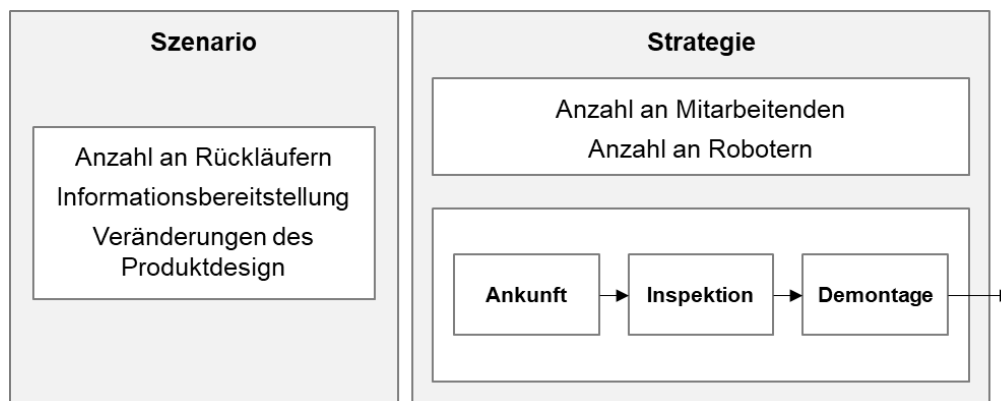 Szenario
Anzahl an Rückläufern
Informationsbereitstellung
Veränderungen des
Produktdesign
Strategie
Anzahl an Mitarbeitenden
Anzahl an Robotern
Ankunft
Inspektion
Demontage